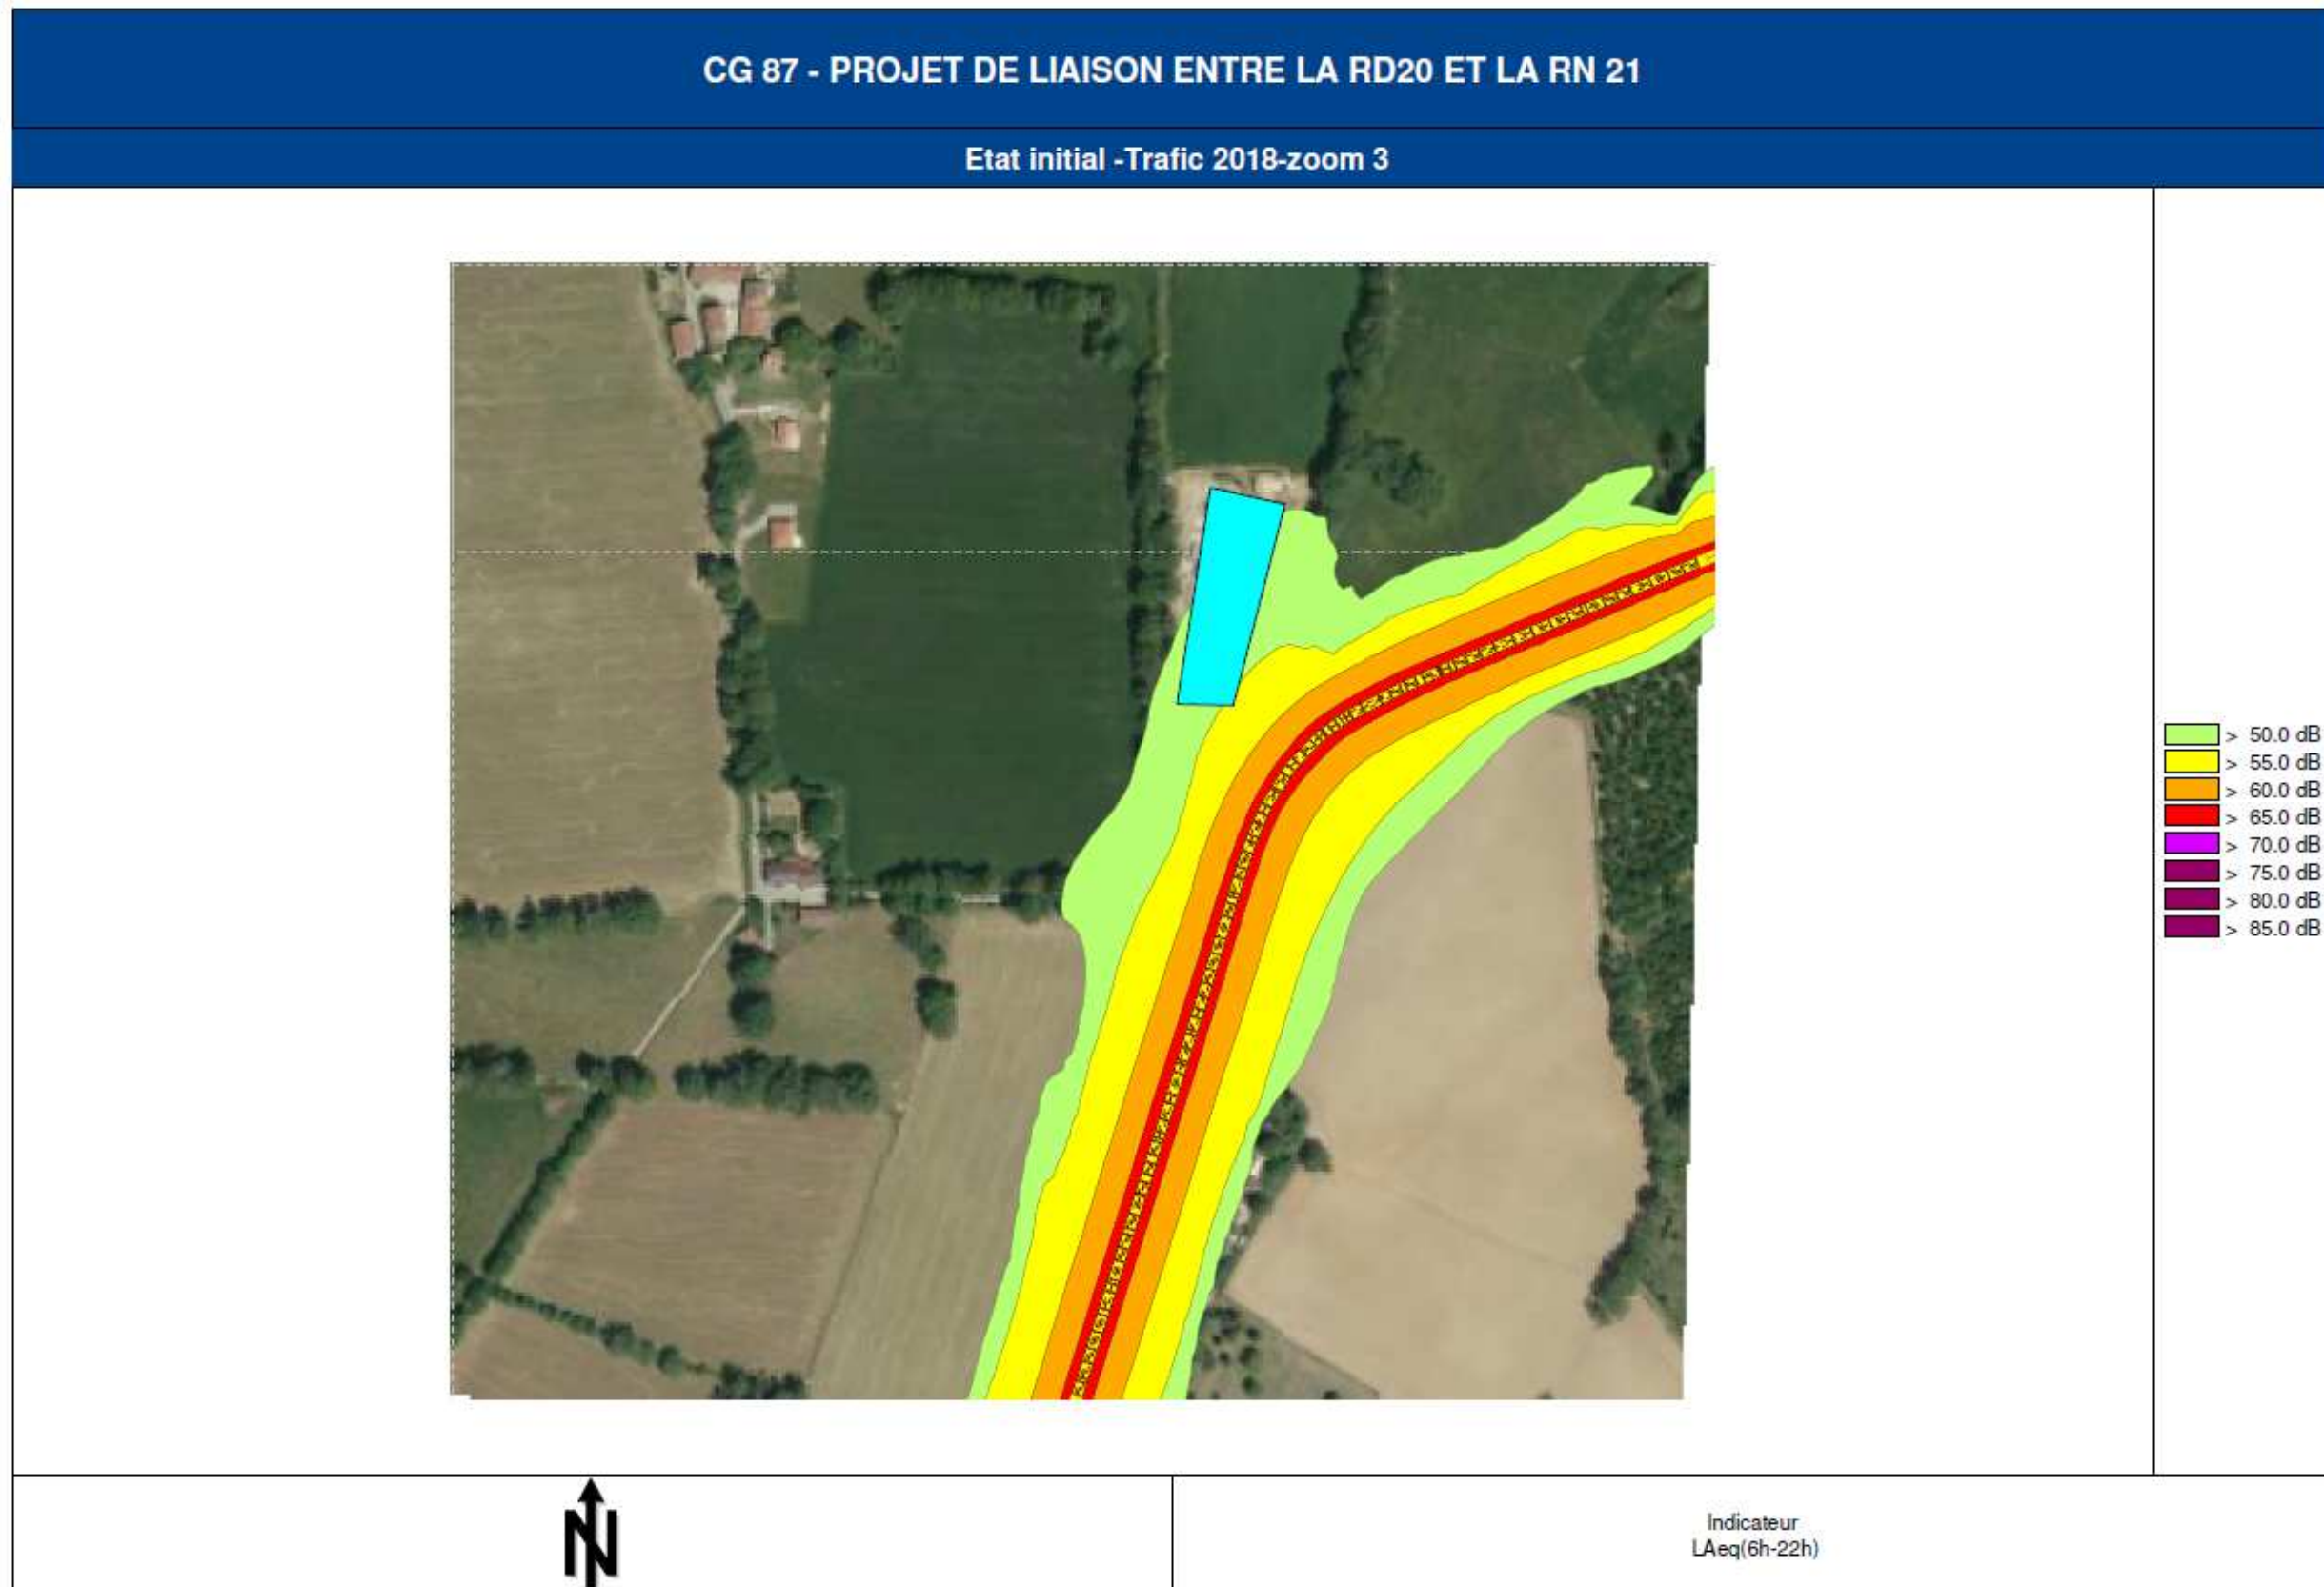 CG 87 - PROJET DE LIAISON ENTRE LA RD20 ET LA RN 21
Etat initial -Trafic 2018-zoom 3
> 50.0 dB
> 55.0 dB
> 60.0 dB
> 65.0 dB
> 70.0 dB
> 75.0 dB
> 80.0 dB
> 85.0 dB
N
Indicateur
LAeq(6h-22h)